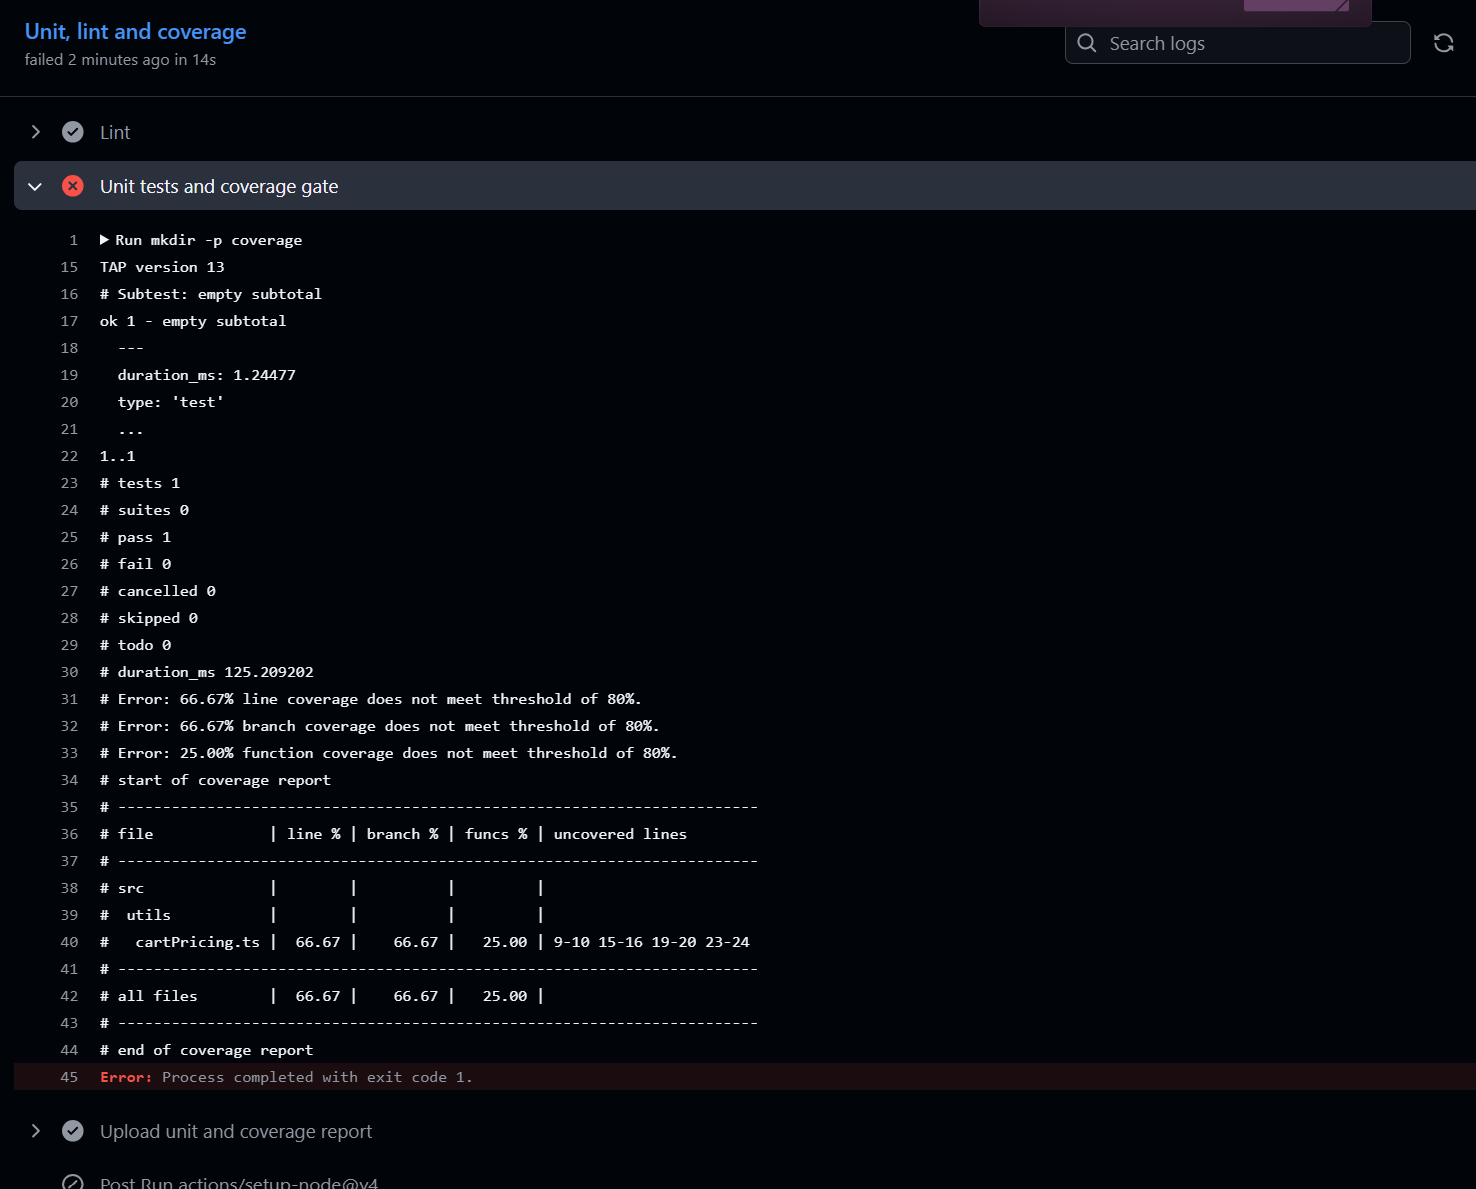 Unit, lint and coverage
failed 2 minutes ago in 14s
Search logs
Lint
Unit tests and coverage gate
1 Run mkdir -p coverage
15 TAP version 13
16 # Subtest: empty subtotal
17 ok 1 - empty subtotal
18   ---
19   duration_ms: 1.24477
20   type: 'test'
21   ...
22 1..1
23 # tests 1
24 # suites 0
25 # pass 1
26 # fail 0
27 # cancelled 0
28 # skipped 0
29 # todo 0
30 # duration_ms 125.209202
31 # Error: 66.67% line coverage does not meet threshold of 80%.
32 # Error: 66.67% branch coverage does not meet threshold of 80%.
33 # Error: 25.00% function coverage does not meet threshold of 80%.
34 # start of coverage report
35 # ------------------------------------------------------------------------
36 # file             | line % | branch % | funcs % | uncovered lines
37 # ------------------------------------------------------------------------
38 # src              |        |          |         |
39 #  utils           |        |          |         |
40 #   cartPricing.ts |  66.67 |    66.67 |   25.00 | 9-10 15-16 19-20 23-24
41 # ------------------------------------------------------------------------
42 # all files        |  66.67 |    66.67 |   25.00 |
43 # ------------------------------------------------------------------------
44 # end of coverage report
45 Error: Process completed with exit code 1.
Upload unit and coverage report
Post Run actions/setup-node@v4